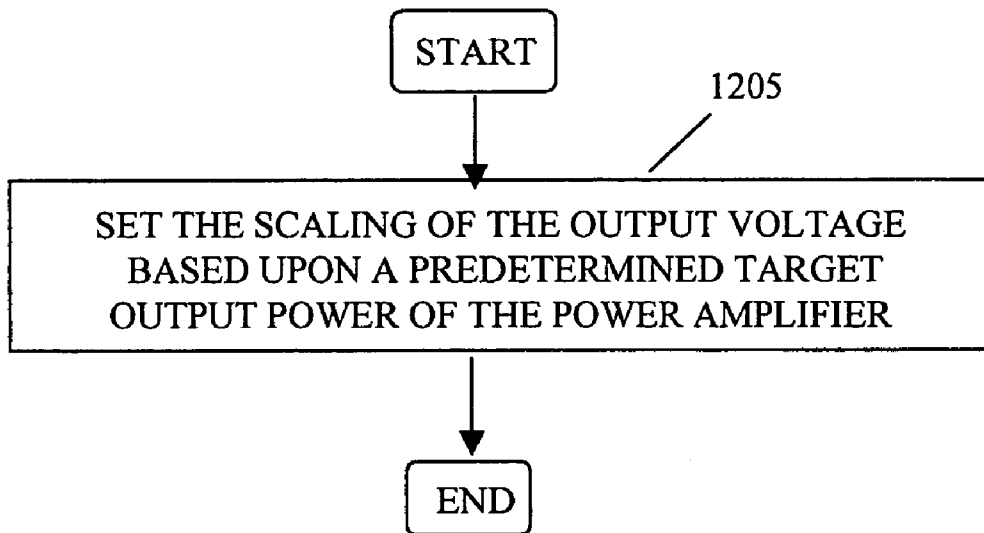 START
1205
SET THE SCALING OF THE OUTPUT VOLTAGE
BASED UPON A PREDETERMINED TARGET
OUTPUT POWER OF THE POWER AMPLIFIER
END